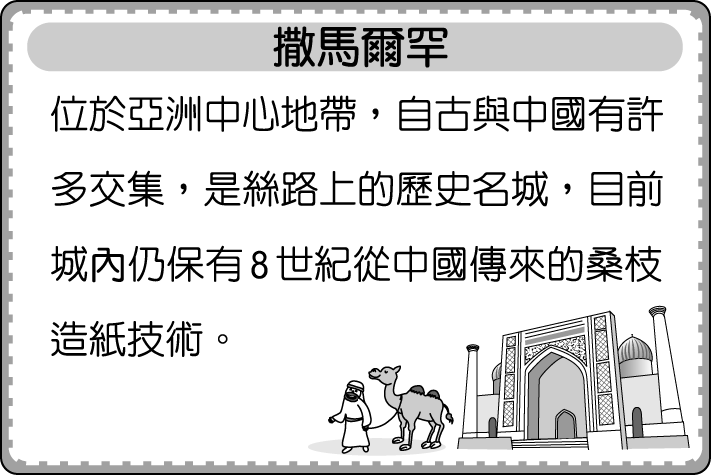 撒馬爾罕
位於亞洲中心地帶，自古與中國有許
多交集，是絲路上的歷史名城，目前
城內仍保有8世紀從中國傳來的桑枝
造紙技術。